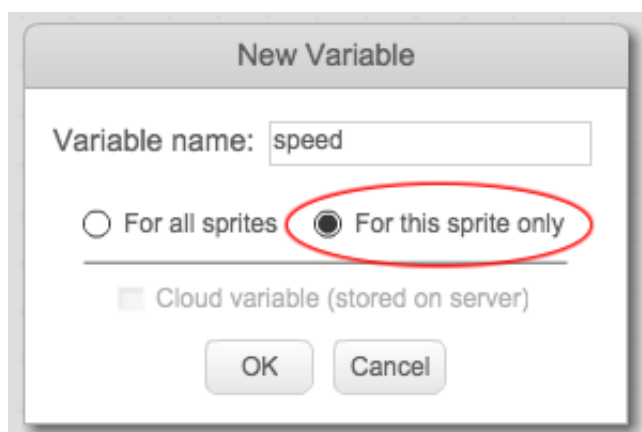 New Variable
Variable name: speed
For all sprites For this sprite only
Cloud variable (stored on server)
OK Cancel